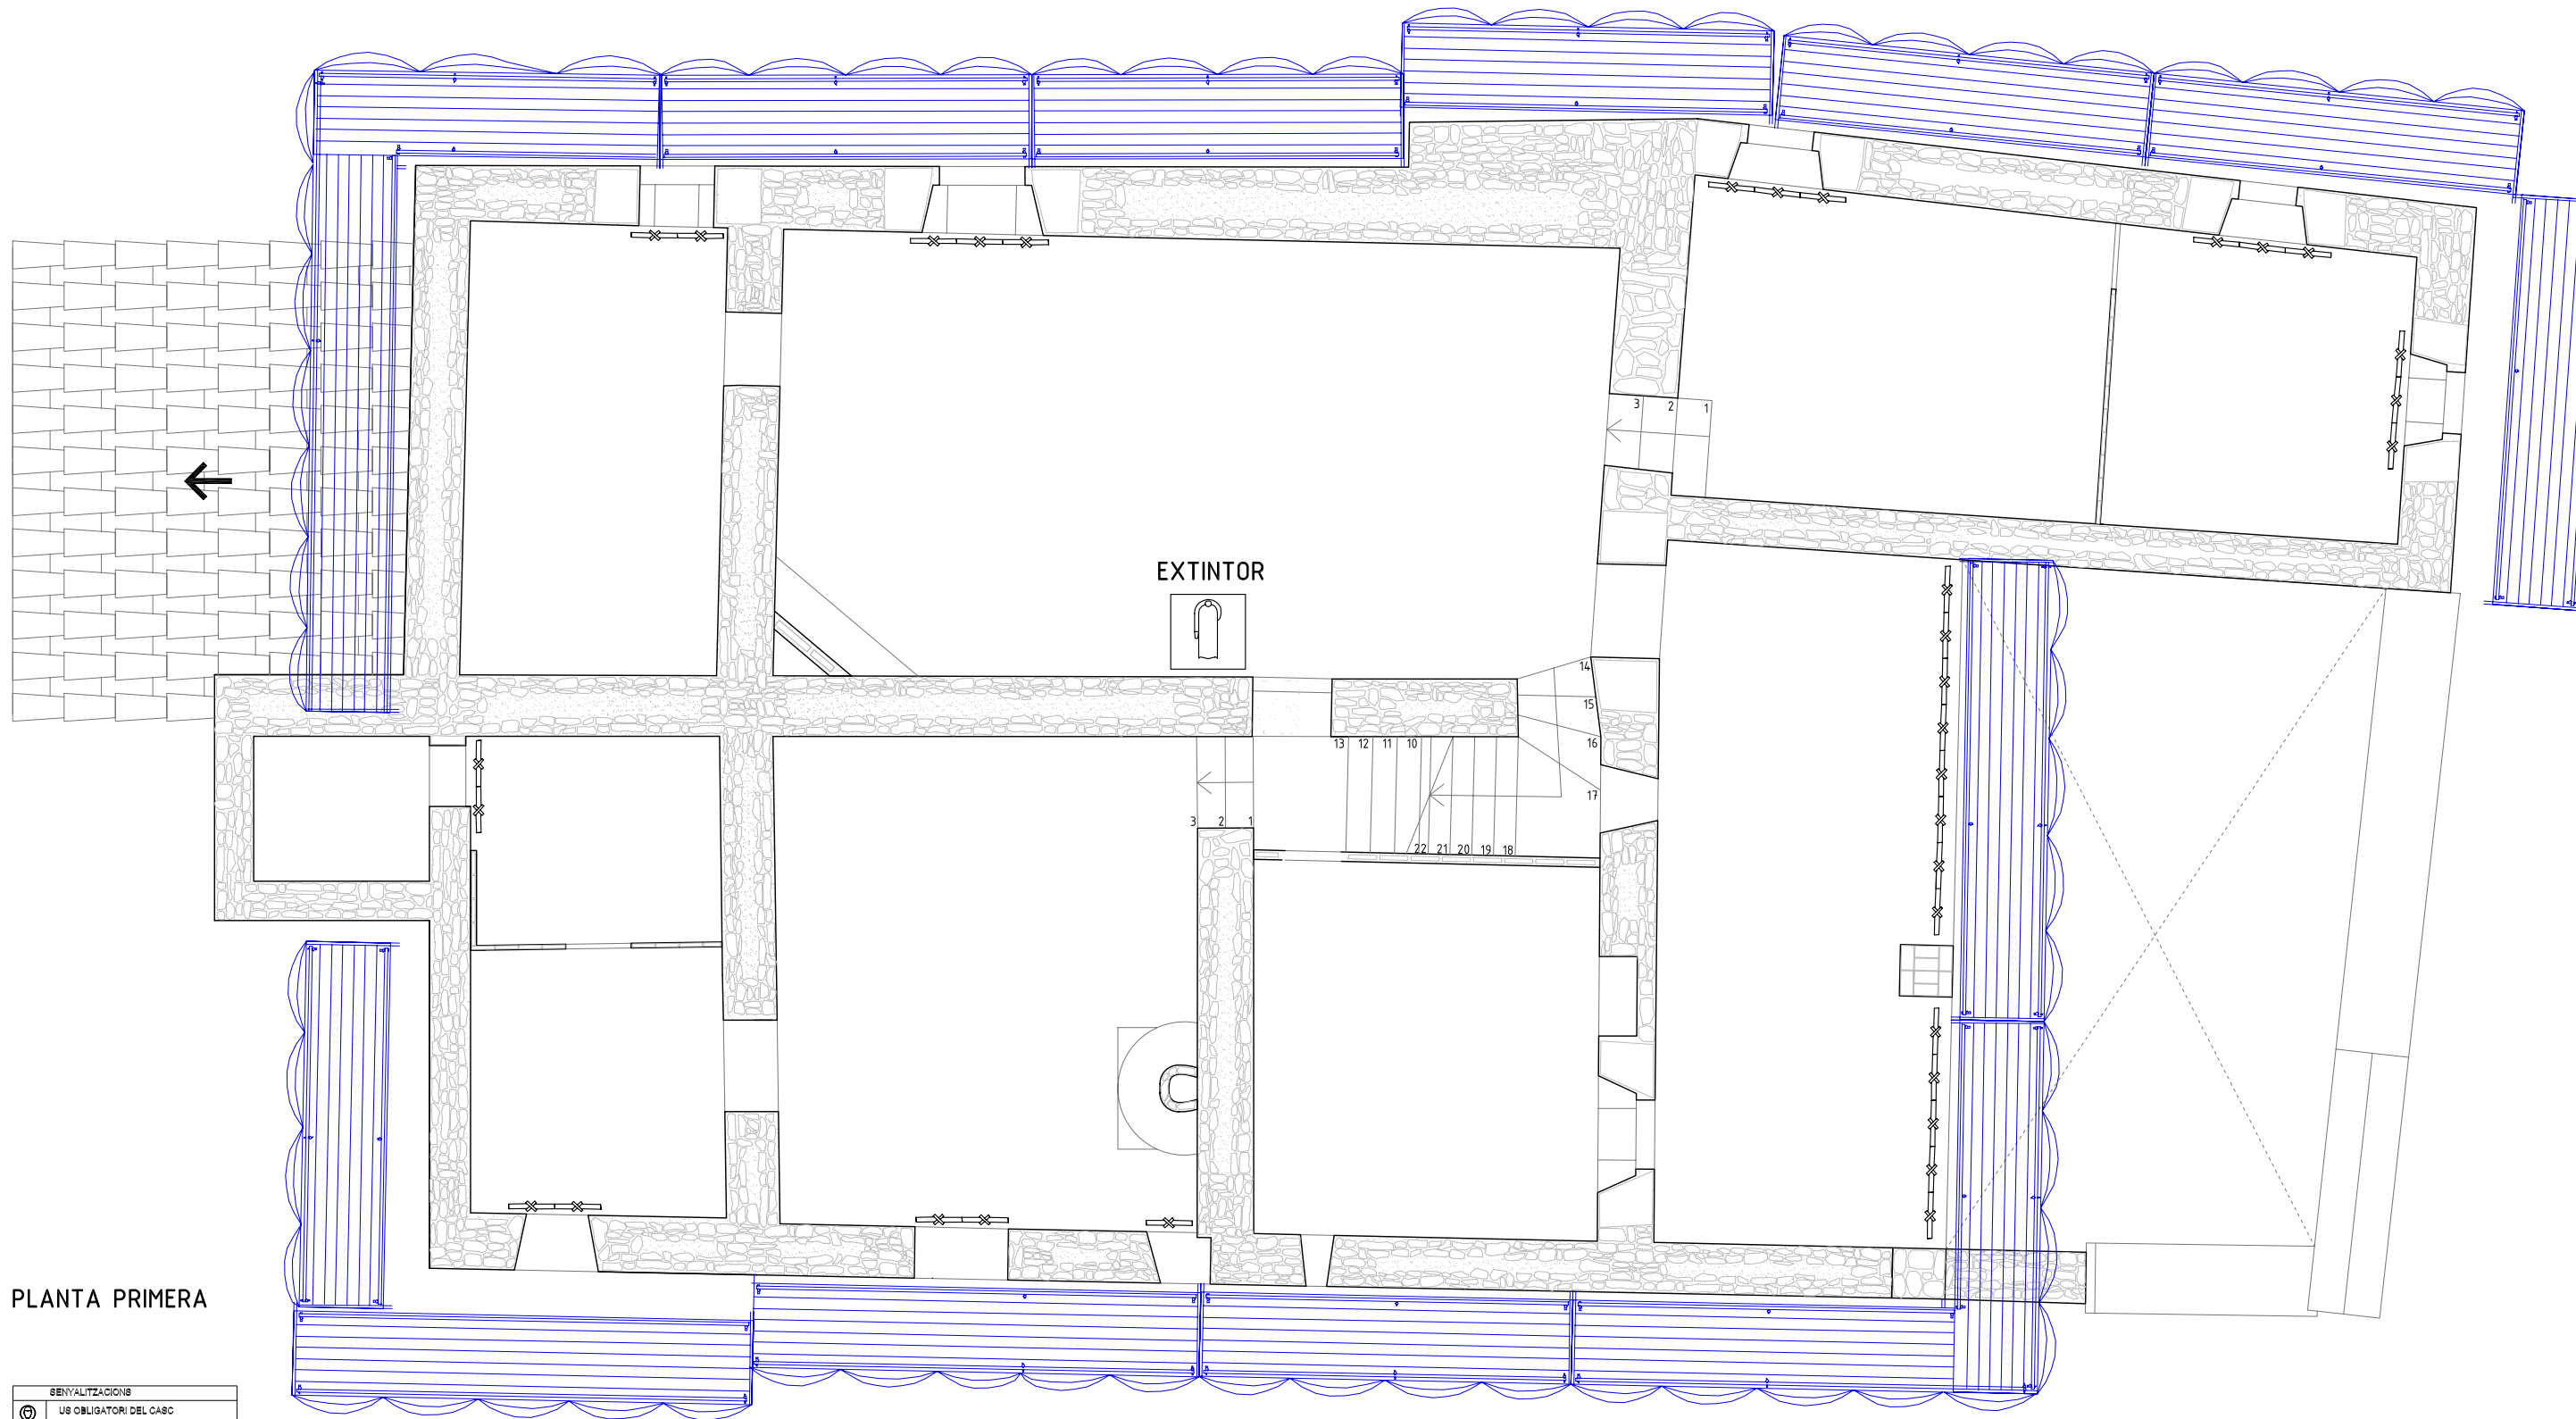 3 2 1
EXTINTOR
14
15
13 12 11 10 16
17
3 2 1
22 21 20 19 18
PLANTA PRIMERA
SENYALITZACIONS
US OBLIGATORI DEL CASC